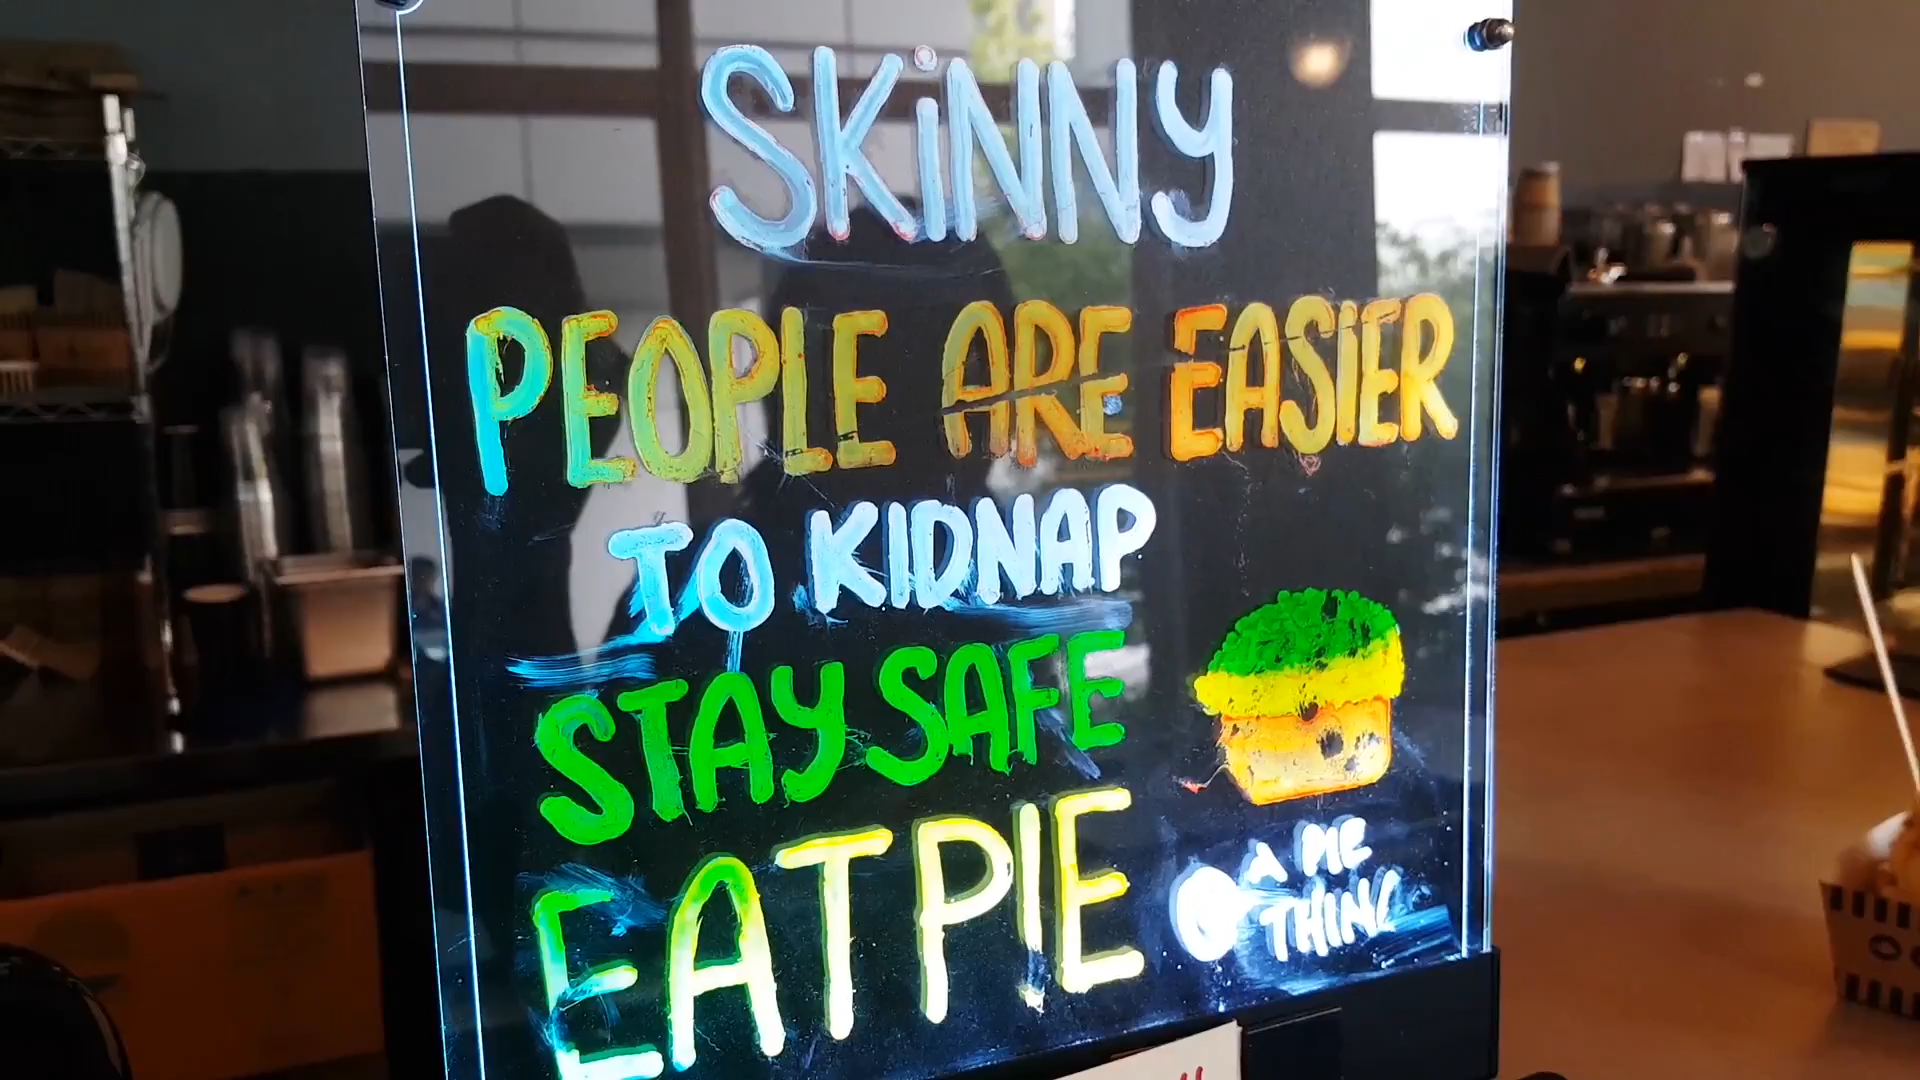 SKiNNY
PEOPLE ARE EASIER
TO KIDNAP
STAY SAFE
EAT PIE
A PIE
THING